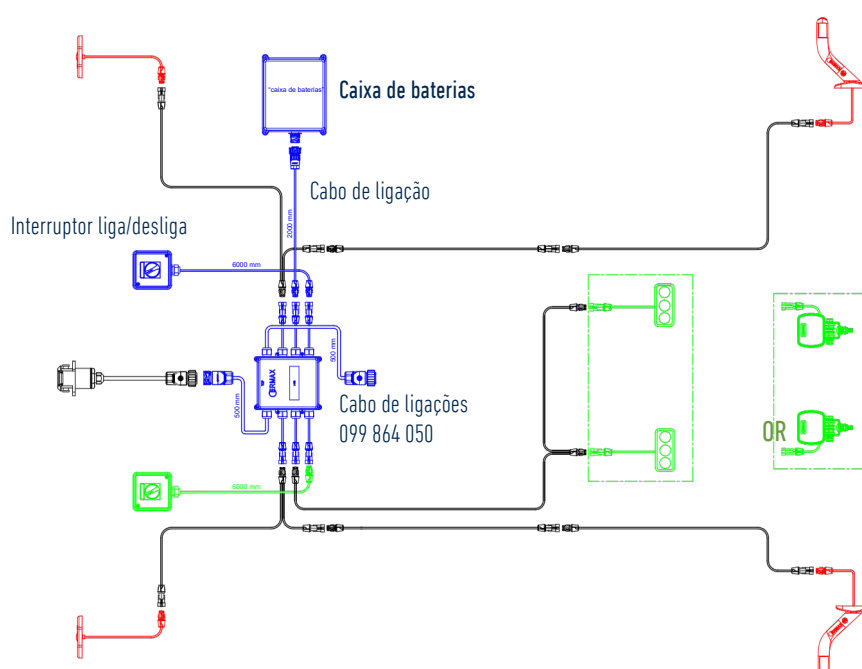 "caixa de baterias"
Caixa de baterias
Cabo de ligação
2000 mm
Interruptor liga/desliga
6000 mm
500 mm
ERMAX
500 mm
Cabo de ligações
099 864 050
OR
6000 mm